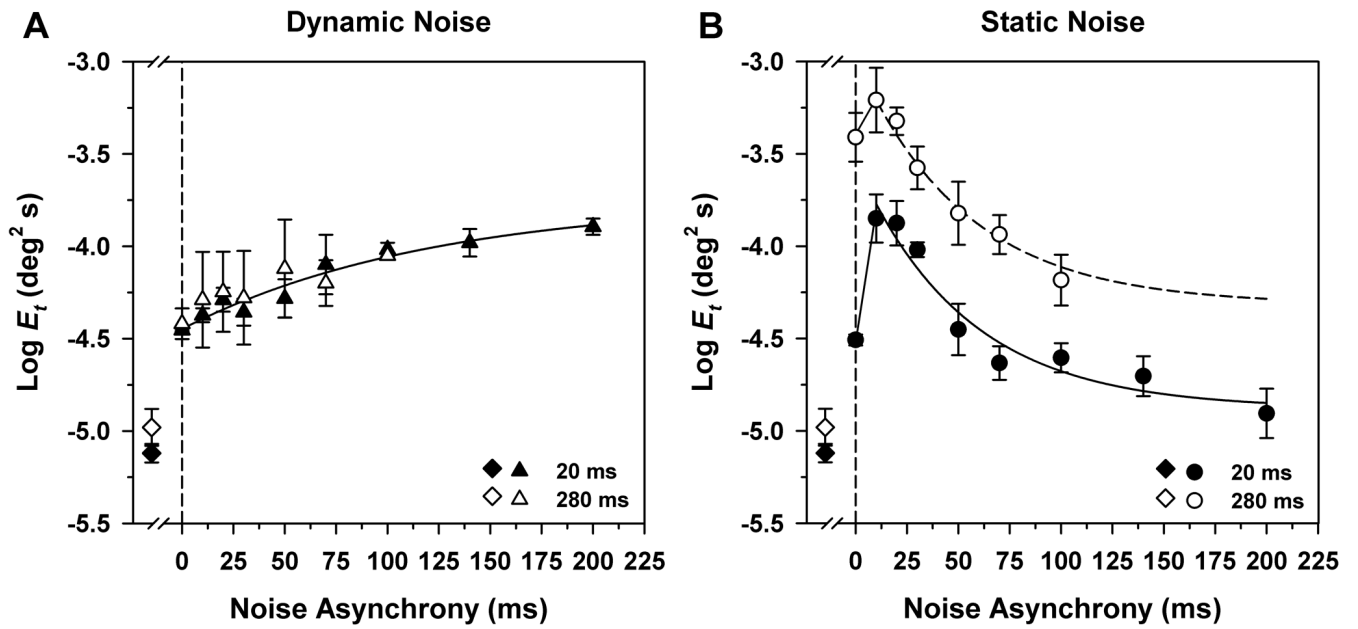 A Dynamic Noise
-3.0
-3.5
-4.0
-4.5
-5.0
-5.5
Log Eₜ (deg² s)
0 25 50 75 100 125 150 175 200 225
Noise Asynchrony (ms)
20 ms
280 ms
B Static Noise
-3.0
-3.5
-4.0
-4.5
-5.0
-5.5
Log Eₜ (deg² s)
0 25 50 75 100 125 150 175 200 225
Noise Asynchrony (ms)
20 ms
280 ms